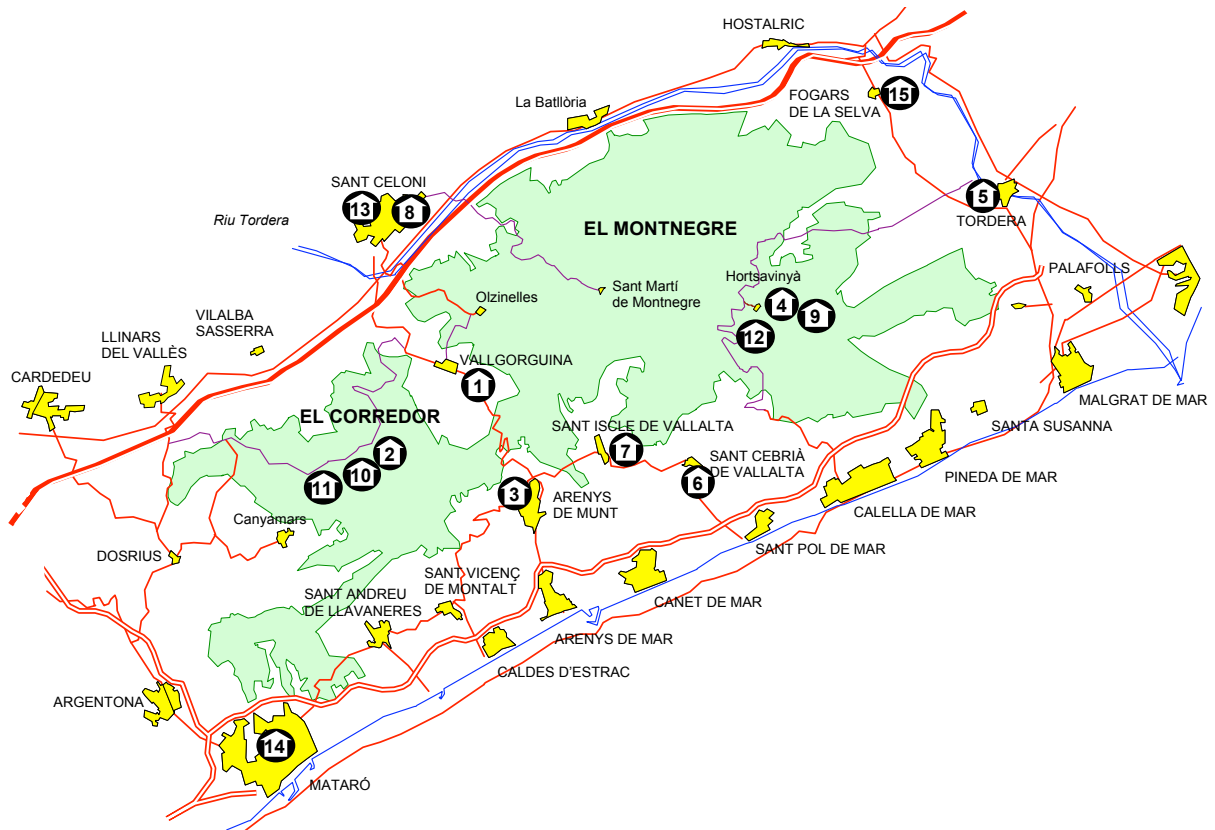 HOSTALRIC
La Batllòria
FOGARS
DE LA SELVA
15
SANT CELONI
13
8
Riu Tordera
EL MONTNEGRE
5
TORDERA
PALAFOLLS
Hortsavinyà
Sant Martí
de Montnegre
4
9
12
Olzinelles
VILALBA
SASSERRA
LLINARS
DEL VALLÈS
CARDEDEU
VALLGORGUINA
1
MALGRAT DE MAR
EL CORREDOR
SANT ISCLE DE VALLALTA
SANTA SUSANNA
7
SANT CEBRIÀ
DE VALLALTA
6
2
10
11
PINEDA DE MAR
3
ARENYS
DE MUNT
CALELLA DE MAR
Canyamars
SANT POL DE MAR
DOSRIUS
SANT VICENÇ
DE MONTALT
SANT ANDREU
DE LLAVANERES
CANET DE MAR
ARENYS DE MAR
CALDES D'ESTRAC
ARGENTONA
14
MATARÓ